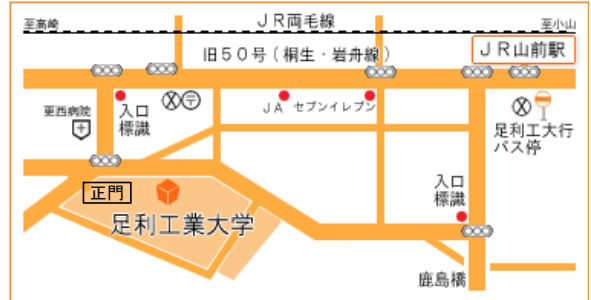 至高崎
JR両毛線
至小山
旧50号(桐生・岩舟線)
JR山前駅
更西病院
入口
標識
JA
セブンイレブン
足利工大行
バス停
正門
足利工業大学
入口
標識
鹿島橋